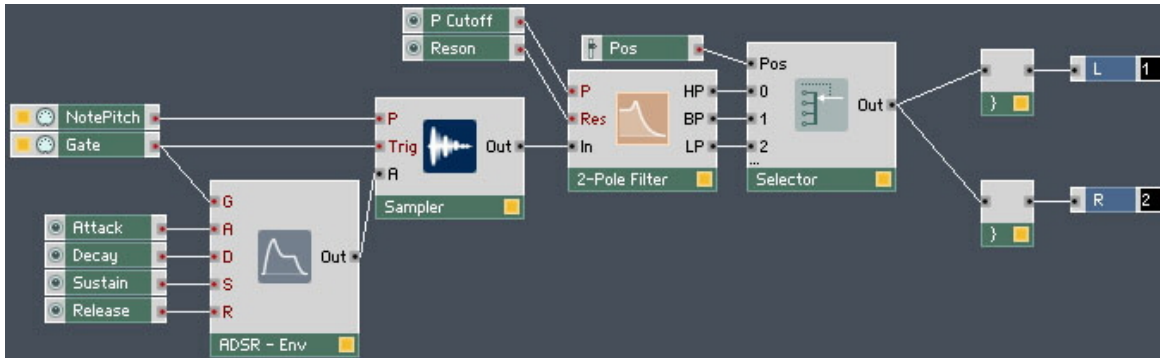 NotePitch
Gate
Attack
Decay
Sustain
Release
G
A
D
S
R
Out
ADSR - Env
P
Trig
A
Out
Sampler
P Cutoff
Reson
P
Res
In
HP
BP
LP
2-Pole Filter
Pos
Pos
0
1
2
...
Out
Selector
}
}
L 1
R 2